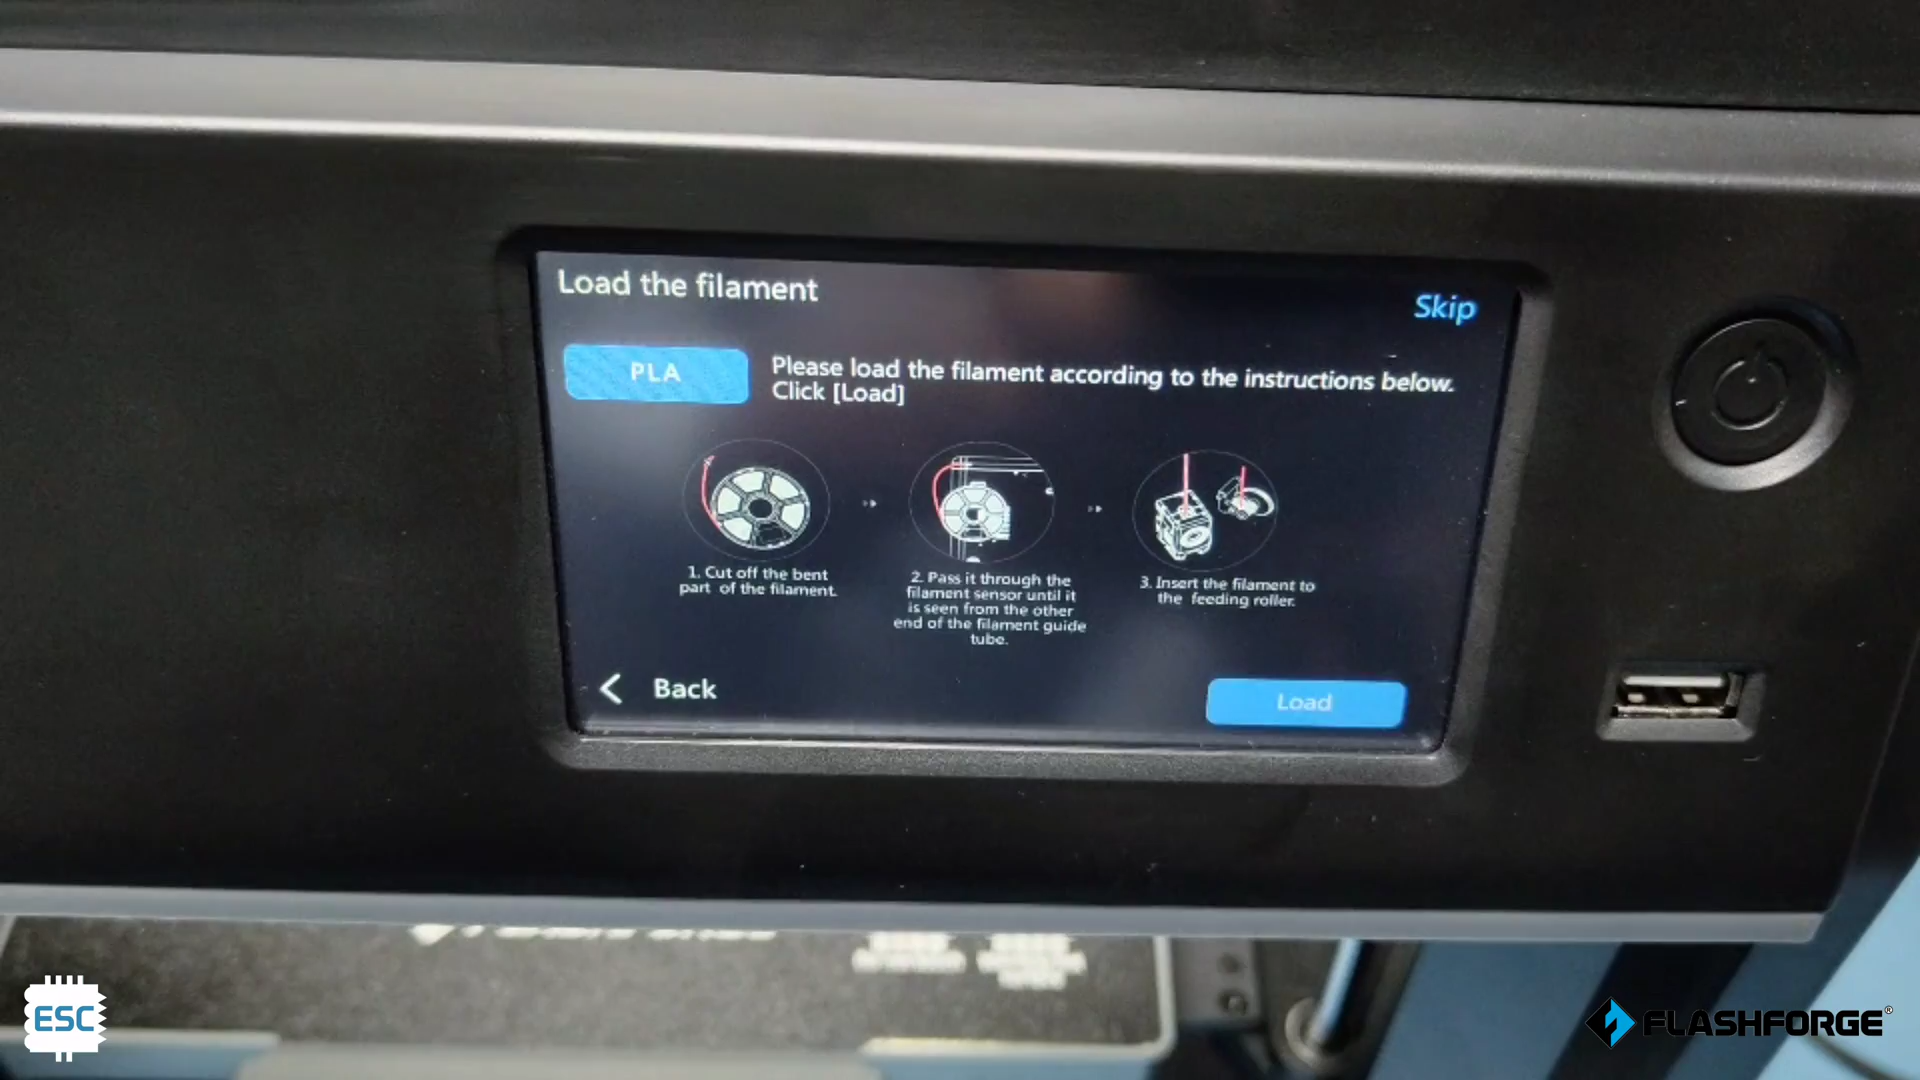 Load the filament
Skip
PLA
Please load the filament according to the instructions below.
Click [Load]
1. Cut off the bent
part of the filament.
2. Pass it through the
filament sensor until it
is seen from the other
end of the filament guide
tube.
3. Insert the filament to
the feeding roller.
Back
Load
ESC
FLASHFORGE®